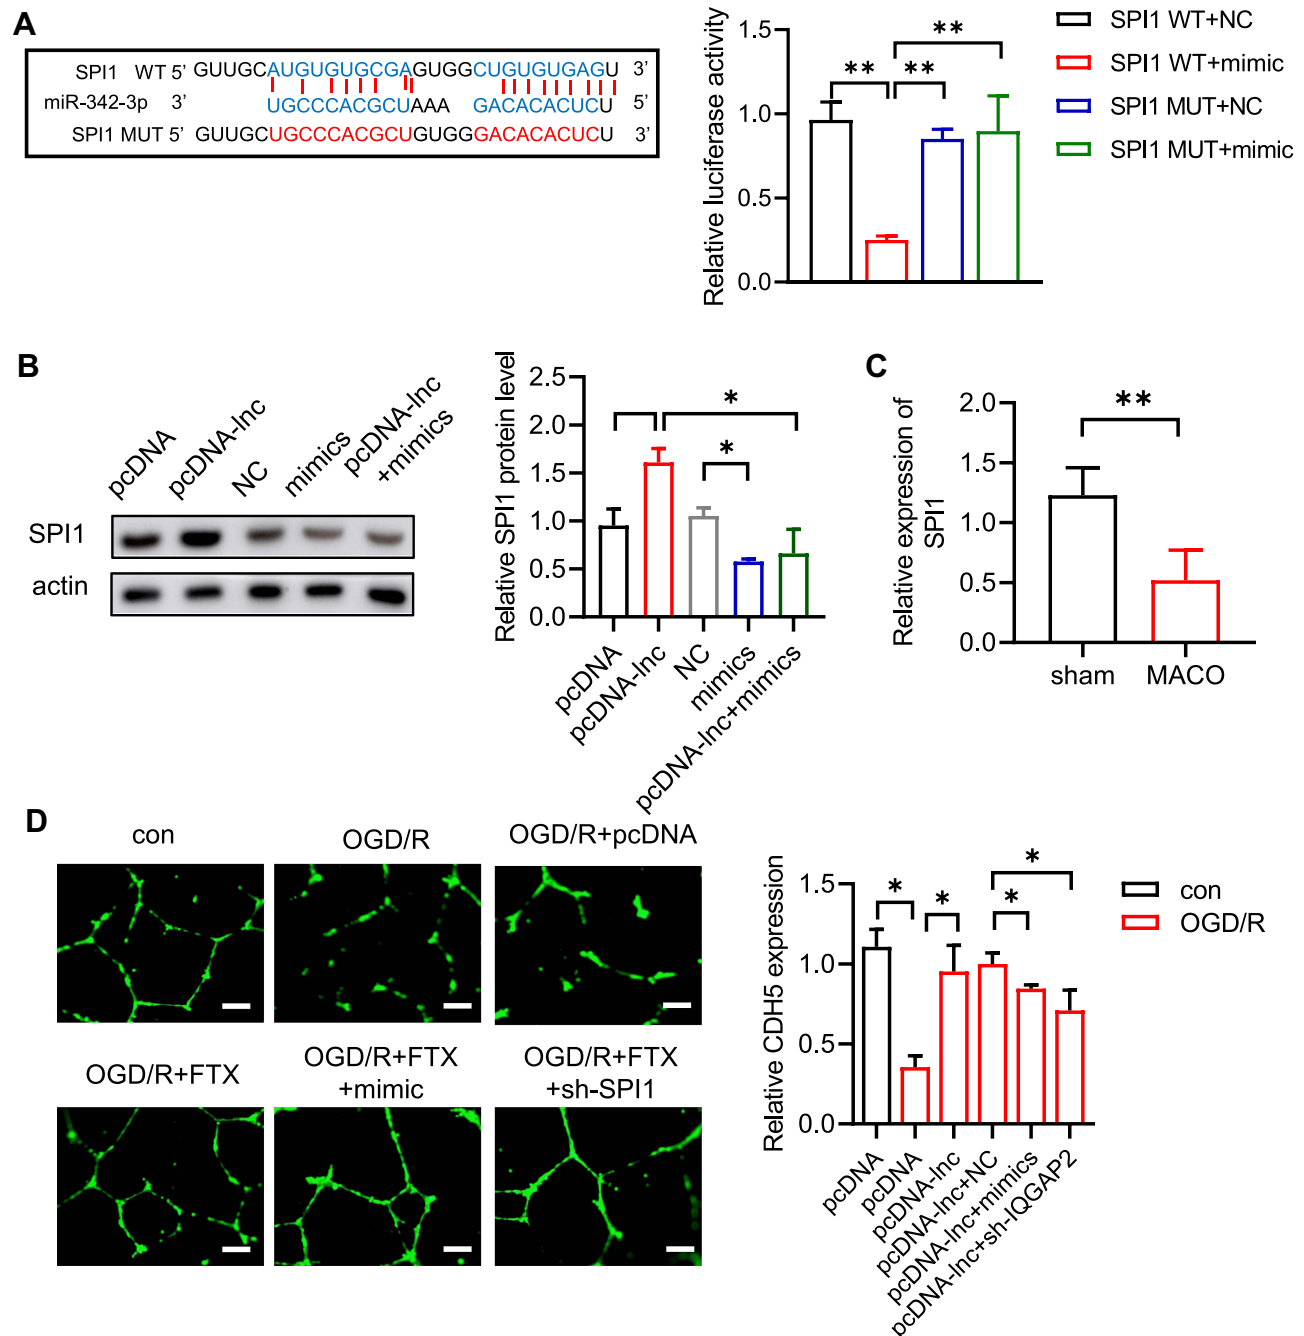 A
SPI1 WT 5’ GUUGCAUGUGUGCGAGUGGCUGUGUGAGU 3’
miR-342-3p 3’ UGCCCACGCUAAA GACACACUCU 5’
SPI1 MUT 5’ GUUGCUGCCCACGCUGUGGGACACACUCU 3’
Relative luciferase activity
1.5
1.0
0.5
0.0
**
**
**
SPI1 WT+NC
SPI1 WT+mimic
SPI1 MUT+NC
SPI1 MUT+mimic
B
pcDNA
pcDNA-lnc
NC
mimics
pcDNA-lnc
+mimics
SPI1
actin
Relative SPI1 protein level
2.5
2.0
1.5
1.0
0.5
0.0
*
*
pcDNA
pcDNA-lnc
NC
mimics
pcDNA-lnc+mimics
C
Relative expression of
SPI1
2.0
1.5
1.0
0.5
0.0
**
sham
MACO
D
con
OGD/R
OGD/R+pcDNA
OGD/R+FTX
OGD/R+FTX
+mimic
OGD/R+FTX
+sh-SPI1
Relative CDH5 expression
1.5
1.0
0.5
0.0
*
*
*
*
pcDNA
pcDNA
pcDNA-lnc
pcDNA-lnc+NC
pcDNA-lnc+mimics
pcDNA-lnc+sh-IQGAP2
con
OGD/R